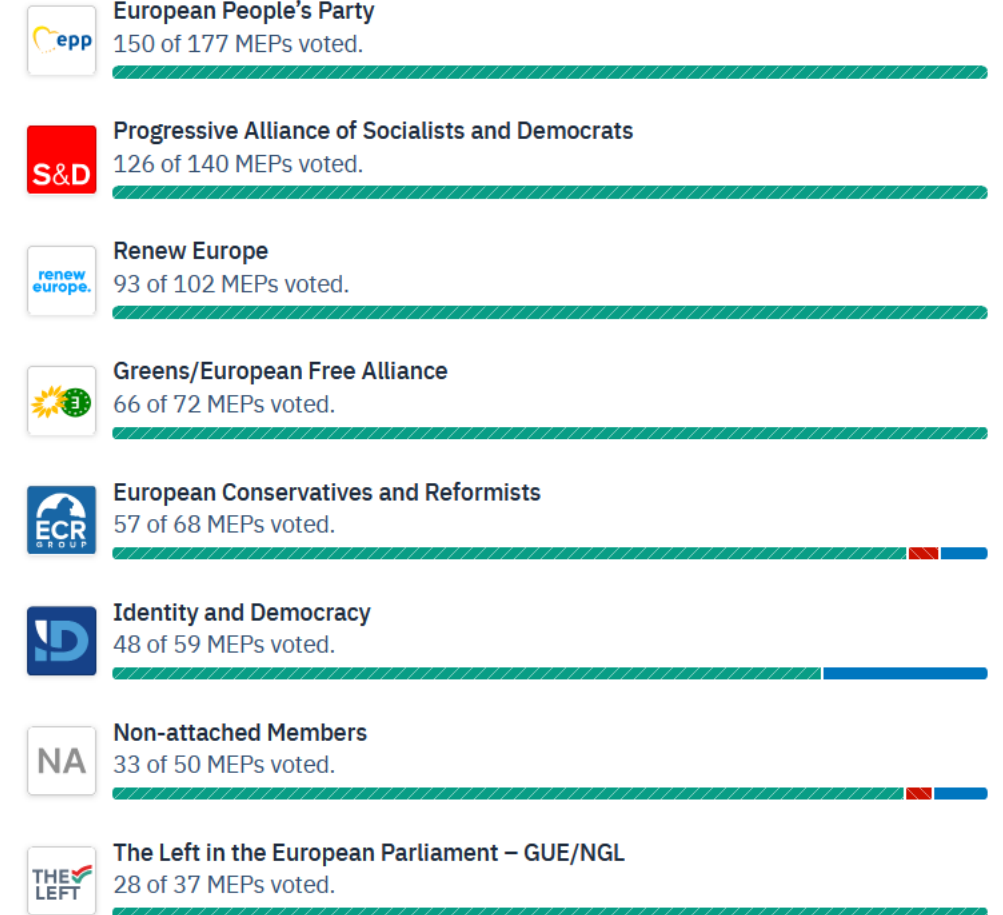 European People’s Party
epp
150 of 177 MEPs voted.
Progressive Alliance of Socialists and Democrats
S&D
126 of 140 MEPs voted.
Renew Europe
renew
europe.
93 of 102 MEPs voted.
Greens/European Free Alliance
66 of 72 MEPs voted.
European Conservatives and Reformists
ECR
GROUP
57 of 68 MEPs voted.
Identity and Democracy
ID
48 of 59 MEPs voted.
Non-attached Members
NA
33 of 50 MEPs voted.
The Left in the European Parliament – GUE/NGL
THE
LEFT
28 of 37 MEPs voted.